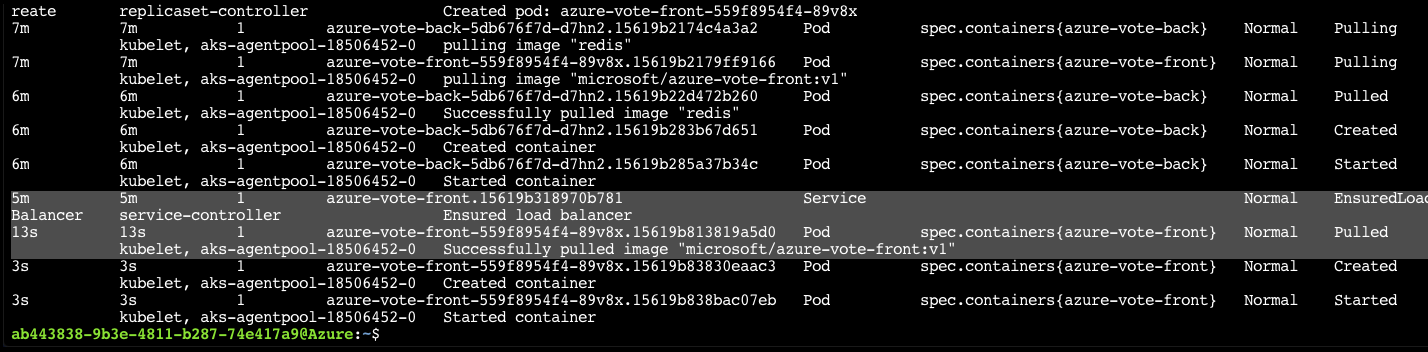 reate      replicaset-controller               Created pod: azure-vote-front-559f8954f4-89v8x
7m         7m          1         azure-vote-back-5db676f7d-d7hn2.15619b2174c4a3a2     Pod          spec.containers{azure-vote-back}    Normal    Pulling
           kubelet, aks-agentpool-18506452-0   pulling image "redis"
7m         7m          1         azure-vote-front-559f8954f4-89v8x.15619b2179ff9166   Pod          spec.containers{azure-vote-front}   Normal    Pulling
           kubelet, aks-agentpool-18506452-0   pulling image "microsoft/azure-vote-front:v1"
6m         6m          1         azure-vote-back-5db676f7d-d7hn2.15619b22d472b260     Pod          spec.containers{azure-vote-back}    Normal    Pulled
           kubelet, aks-agentpool-18506452-0   Successfully pulled image "redis"
6m         6m          1         azure-vote-back-5db676f7d-d7hn2.15619b283b67d651     Pod          spec.containers{azure-vote-back}    Normal    Created
           kubelet, aks-agentpool-18506452-0   Created container
6m         6m          1         azure-vote-back-5db676f7d-d7hn2.15619b285a37b34c     Pod          spec.containers{azure-vote-back}    Normal    Started
           kubelet, aks-agentpool-18506452-0   Started container
5m         5m          1         azure-vote-front.15619b318970b781                    Service                                          Normal    EnsuredLoad
Balancer   service-controller                  Ensured load balancer
13s        13s         1         azure-vote-front-559f8954f4-89v8x.15619b813819a5d0   Pod          spec.containers{azure-vote-front}   Normal    Pulled
           kubelet, aks-agentpool-18506452-0   Successfully pulled image "microsoft/azure-vote-front:v1"
3s         3s          1         azure-vote-front-559f8954f4-89v8x.15619b83830eaac3   Pod          spec.containers{azure-vote-front}   Normal    Created
           kubelet, aks-agentpool-18506452-0   Created container
3s         3s          1         azure-vote-front-559f8954f4-89v8x.15619b838bac07eb   Pod          spec.containers{azure-vote-front}   Normal    Started
           kubelet, aks-agentpool-18506452-0   Started container
ab443838-9b3e-4811-b287-74e417a9@Azure:~$